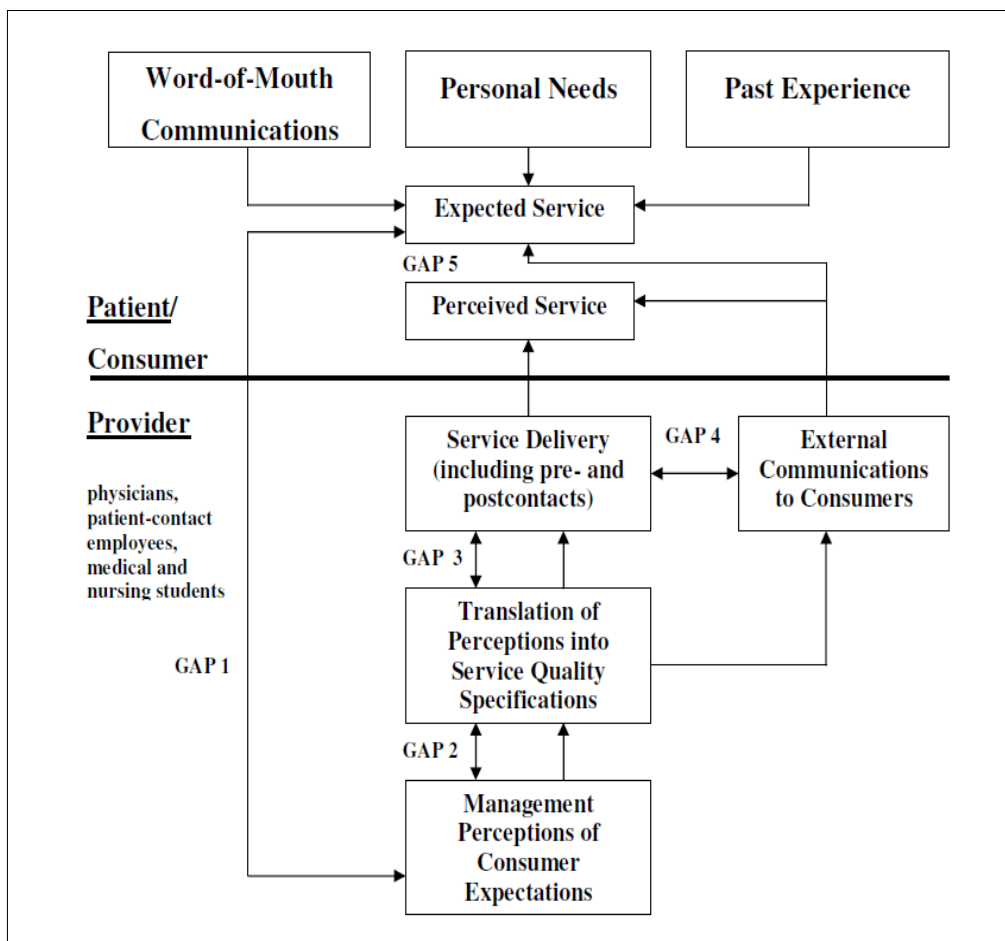 Word-of-Mouth
Communications
Personal Needs
Past Experience
Expected Service
GAP 5
Perceived Service
Patient/
Consumer
Provider
physicians,
patient-contact
employees,
medical and
nursing students
Service Delivery
(including pre- and
postcontacts)
GAP 4
External
Communications
to Consumers
GAP 3
Translation of
Perceptions into
Service Quality
Specifications
GAP 1
GAP 2
Management
Perceptions of
Consumer
Expectations